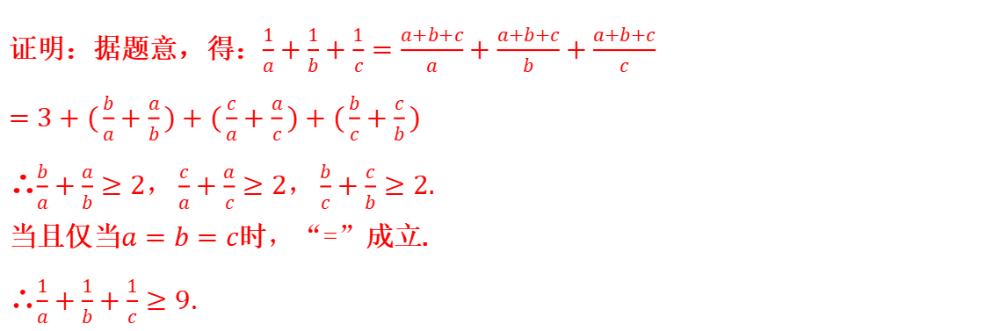 证明：据题意，得：$\frac{1}{a}+\frac{1}{b}+\frac{1}{c}=\frac{a+b+c}{a}+\frac{a+b+c}{b}+\frac{a+b+c}{c}$
$=3+(\frac{b}{a}+\frac{a}{b})+(\frac{c}{a}+\frac{a}{c})+(\frac{b}{c}+\frac{c}{b})$
∴$\frac{b}{a}+\frac{a}{b}\geq 2$，$\frac{c}{a}+\frac{a}{c}\geq 2$，$\frac{b}{c}+\frac{c}{b}\geq 2$.
当且仅当$a=b=c$时，“=”成立.
∴$\frac{1}{a}+\frac{1}{b}+\frac{1}{c}\geq 9$.